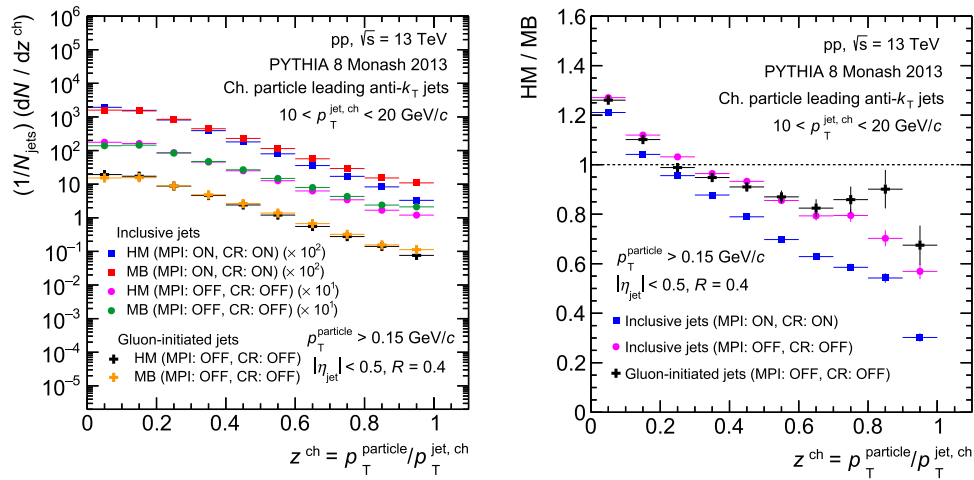 (1/N_jets) (dN / dz^ch)
10^6
10^5
10^4
10^3
10^2
10
1
10^−1
10^−2
10^−3
10^−4
10^−5
pp, √s = 13 TeV
PYTHIA 8 Monash 2013
Ch. particle leading anti-k_T jets
10 < p_T^jet, ch < 20 GeV/c
Inclusive jets
HM (MPI: ON, CR: ON) (× 10^2)
MB (MPI: ON, CR: ON) (× 10^2)
HM (MPI: OFF, CR: OFF) (× 10^1)
MB (MPI: OFF, CR: OFF) (× 10^1)
Gluon-initiated jets
HM (MPI: OFF, CR: OFF)
MB (MPI: OFF, CR: OFF)
p_T^particle > 0.15 GeV/c
|η_jet| < 0.5, R = 0.4
0 0.2 0.4 0.6 0.8 1
z^ch = p_T^particle/p_T^jet, ch
HM / MB
1.6
1.4
1.2
1
0.8
0.6
0.4
0.2
0
pp, √s = 13 TeV
PYTHIA 8 Monash 2013
Ch. particle leading anti-k_T jets
10 < p_T^jet, ch < 20 GeV/c
p_T^particle > 0.15 GeV/c
|η_jet| < 0.5, R = 0.4
Inclusive jets (MPI: ON, CR: ON)
Inclusive jets (MPI: OFF, CR: OFF)
Gluon-initiated jets (MPI: OFF, CR: OFF)
0 0.2 0.4 0.6 0.8 1
z^ch = p_T^particle/p_T^jet, ch